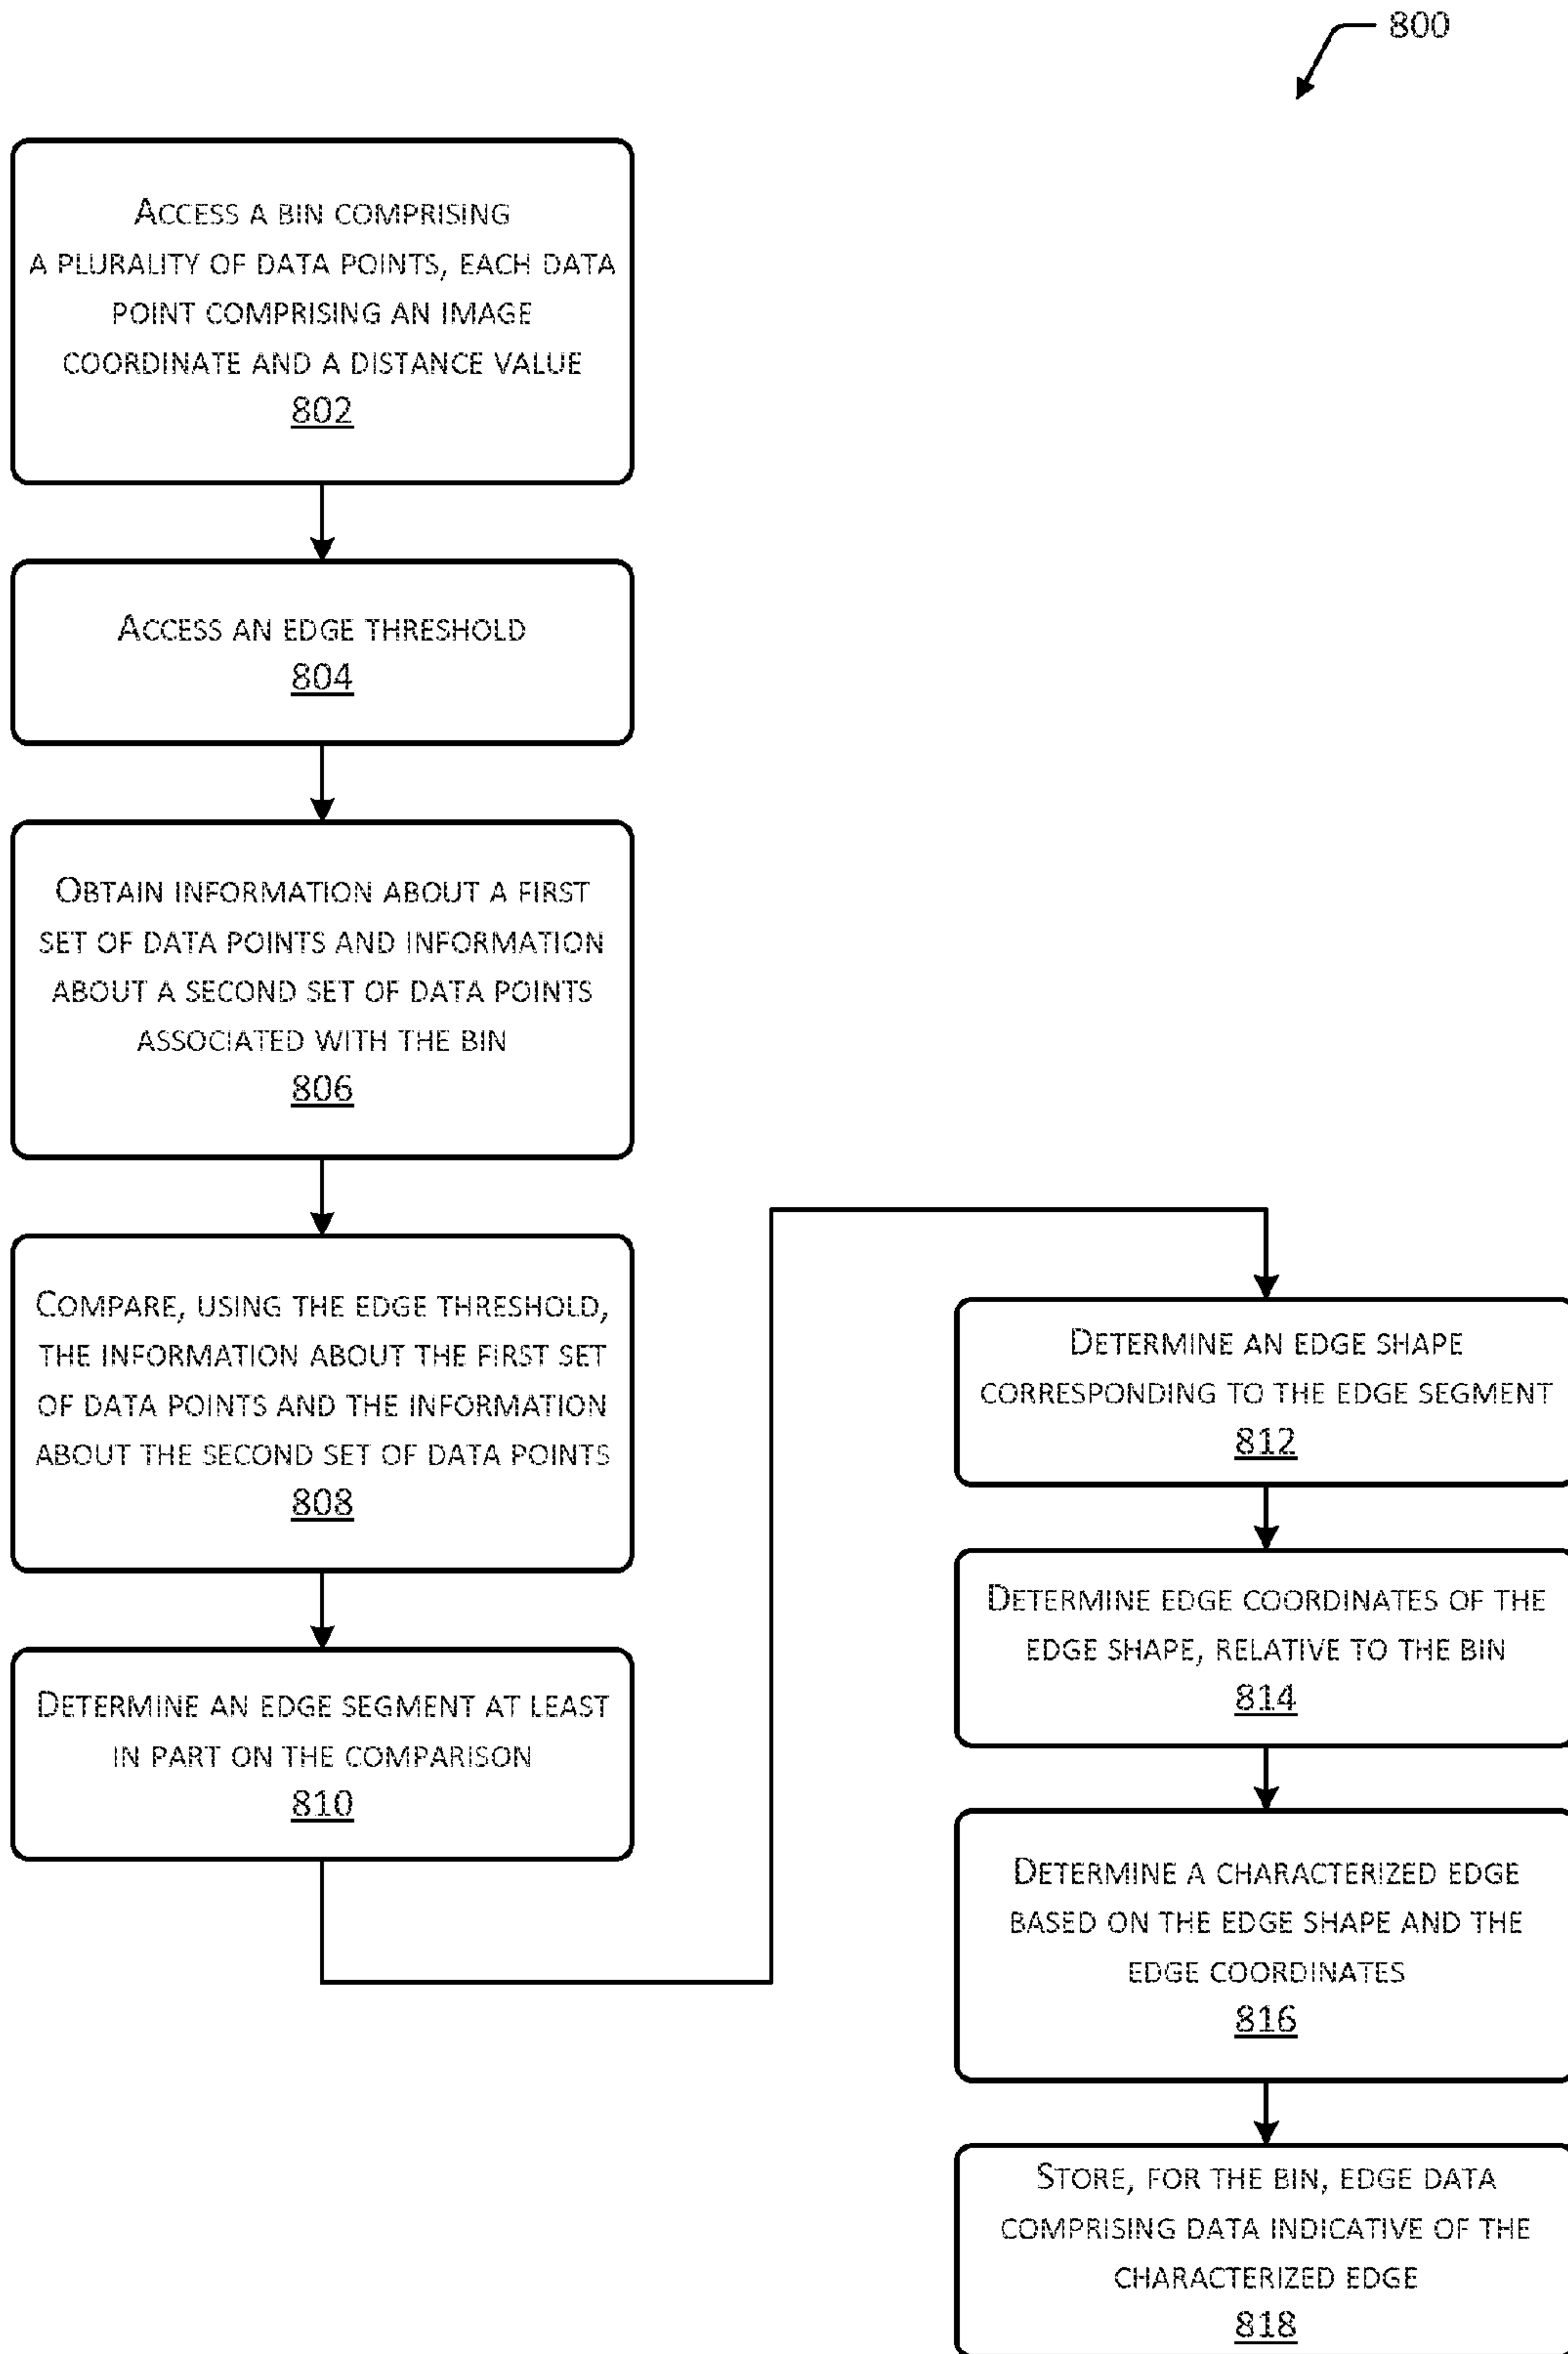 800
ACCESS A BIN COMPRISING
A PLURALITY OF DATA POINTS, EACH DATA
POINT COMPRISING AN IMAGE
COORDINATE AND A DISTANCE VALUE
802
ACCESS AN EDGE THRESHOLD
804
OBTAIN INFORMATION ABOUT A FIRST
SET OF DATA POINTS AND INFORMATION
ABOUT A SECOND SET OF DATA POINTS
ASSOCIATED WITH THE BIN
806
COMPARE, USING THE EDGE THRESHOLD,
THE INFORMATION ABOUT THE FIRST SET
OF DATA POINTS AND THE INFORMATION
ABOUT THE SECOND SET OF DATA POINTS
808
DETERMINE AN EDGE SEGMENT AT LEAST
IN PART ON THE COMPARISON
810
DETERMINE AN EDGE SHAPE
CORRESPONDING TO THE EDGE SEGMENT
812
DETERMINE EDGE COORDINATES OF THE
EDGE SHAPE, RELATIVE TO THE BIN
814
DETERMINE A CHARACTERIZED EDGE
BASED ON THE EDGE SHAPE AND THE
EDGE COORDINATES
816
STORE, FOR THE BIN, EDGE DATA
COMPRISING DATA INDICATIVE OF THE
CHARACTERIZED EDGE
818